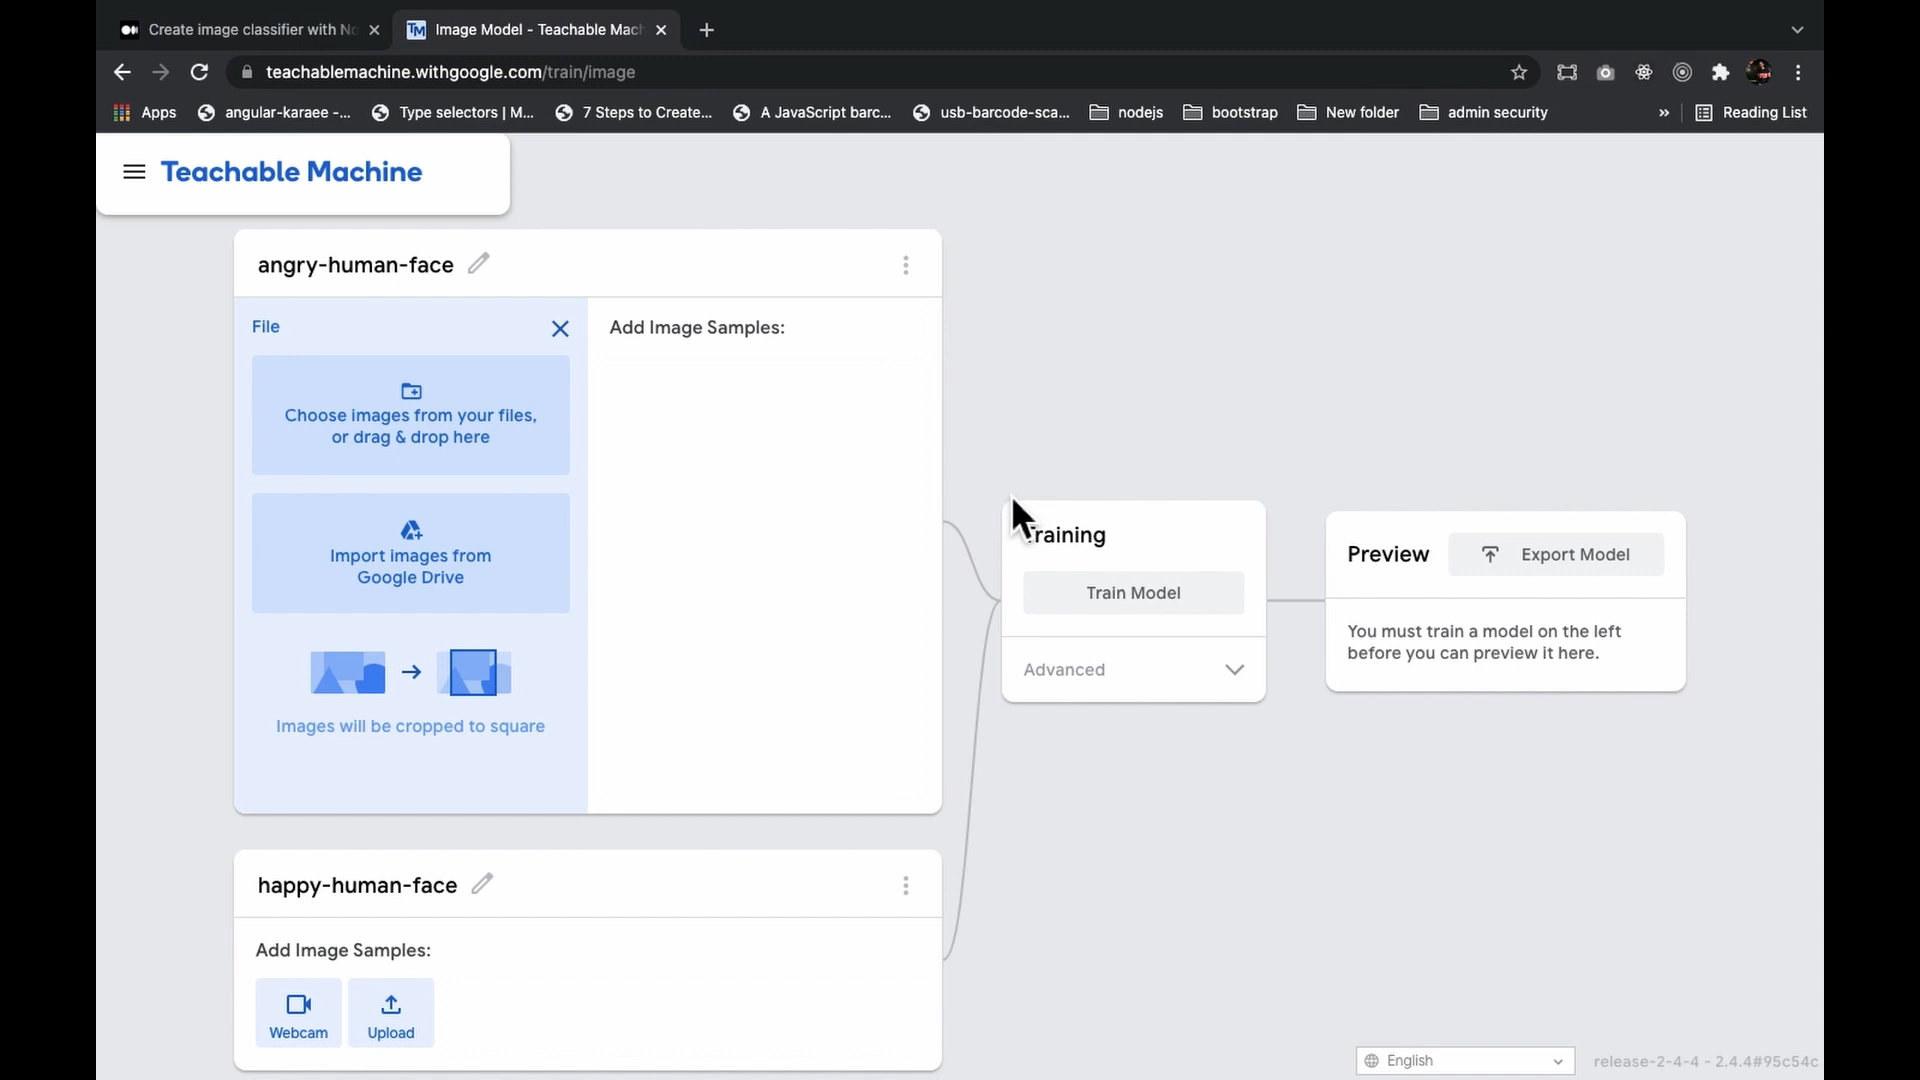 Create image classifier with No
Image Model - Teachable Mach
teachablemachine.withgoogle.com/train/image
Apps
angular-karaee -...
Type selectors | M...
7 Steps to Create...
A JavaScript barc...
usb-barcode-sca...
nodejs
bootstrap
New folder
admin security
»
Reading List
Teachable Machine
angry-human-face
File
Add Image Samples:
Choose images from your files,
or drag & drop here
Import images from
Google Drive
Images will be cropped to square
Training
Train Model
Advanced
Preview
Export Model
You must train a model on the left
before you can preview it here.
happy-human-face
Add Image Samples:
Webcam
Upload
English
release-2-4-4 - 2.4.4#95c54c